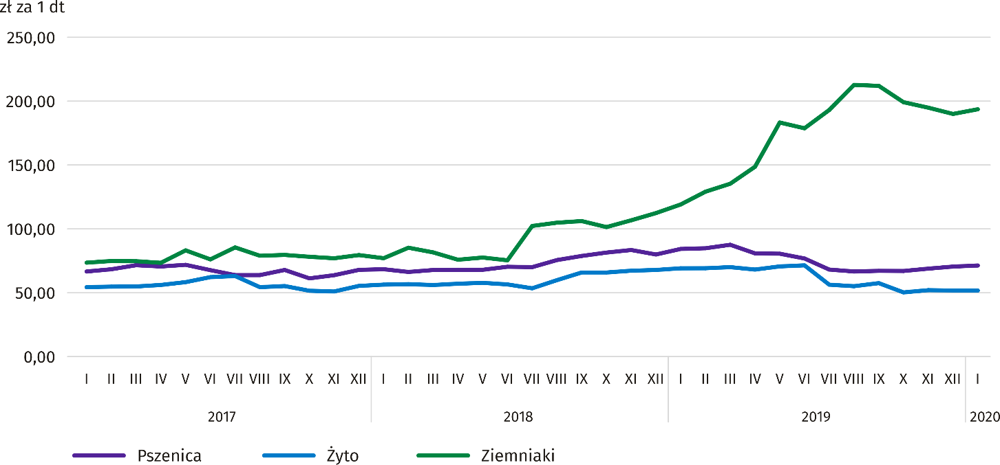 zł za 1 dt
250,00
200,00
150,00
100,00
50,00
0,00
I II III IV V VI VII VIII IX X XI XII I II III IV V VI VII VIII IX X XI XII I II III IV V VI VII VIII IX X XI XII I
2017 2018 2019 2020
Pszenica Żyto Ziemniaki